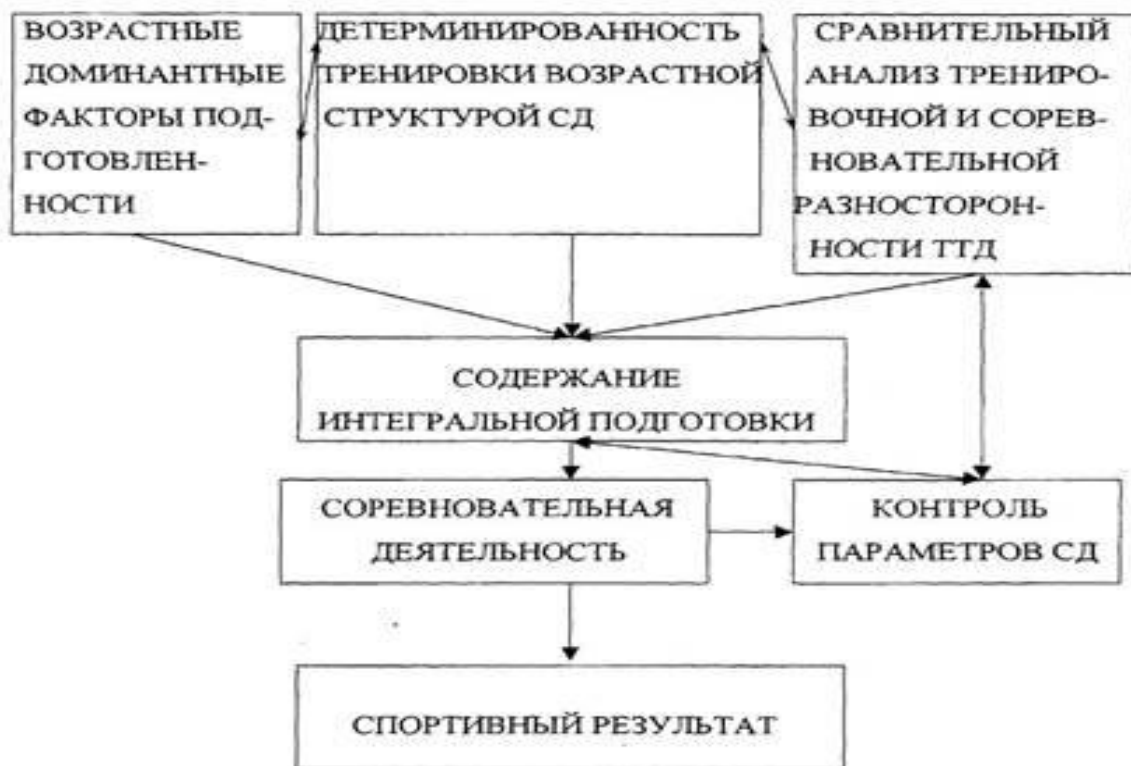 ВОЗРАСТНЫЕ
ДОМИНАНТНЫЕ
ФАКТОРЫ ПОД-
ГОТОВЛЕН-
НОСТИ
ДЕТЕРМИНИРОВАННОСТЬ
ТРЕНИРОВКИ ВОЗРАСТНОЙ
СТРУКТУРОЙ СД
СРАВНИТЕЛЬНЫЙ
АНАЛИЗ ТРЕНИРО-
ВОЧНОЙ И СОРЕВ-
НОВАТЕЛЬНОЙ
РАЗНОСТОРОН-
НОСТИ ТТД
СОДЕРЖАНИЕ
ИНТЕГРАЛЬНОЙ ПОДГОТОВКИ
СОРЕВНОВАТЕЛЬНАЯ
ДЕЯТЕЛЬНОСТЬ
КОНТРОЛЬ
ПАРАМЕТРОВ СД
СПОРТИВНЫЙ РЕЗУЛЬТАТ